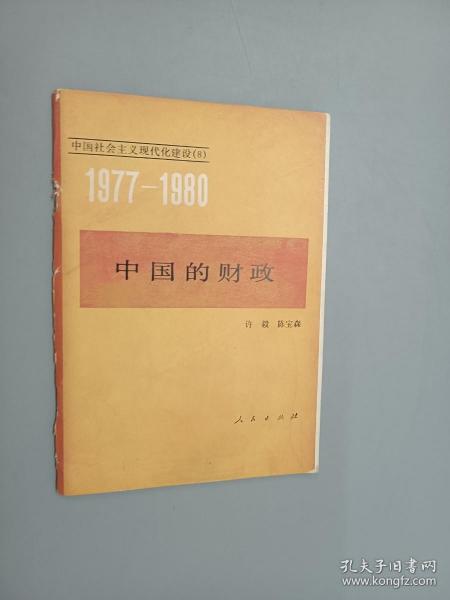 中国社会主义现代化建设(8)
1977-1980
中国的财政
许毅 陈宝森
人民出版社
孔夫子旧书网
www.kongfz.com